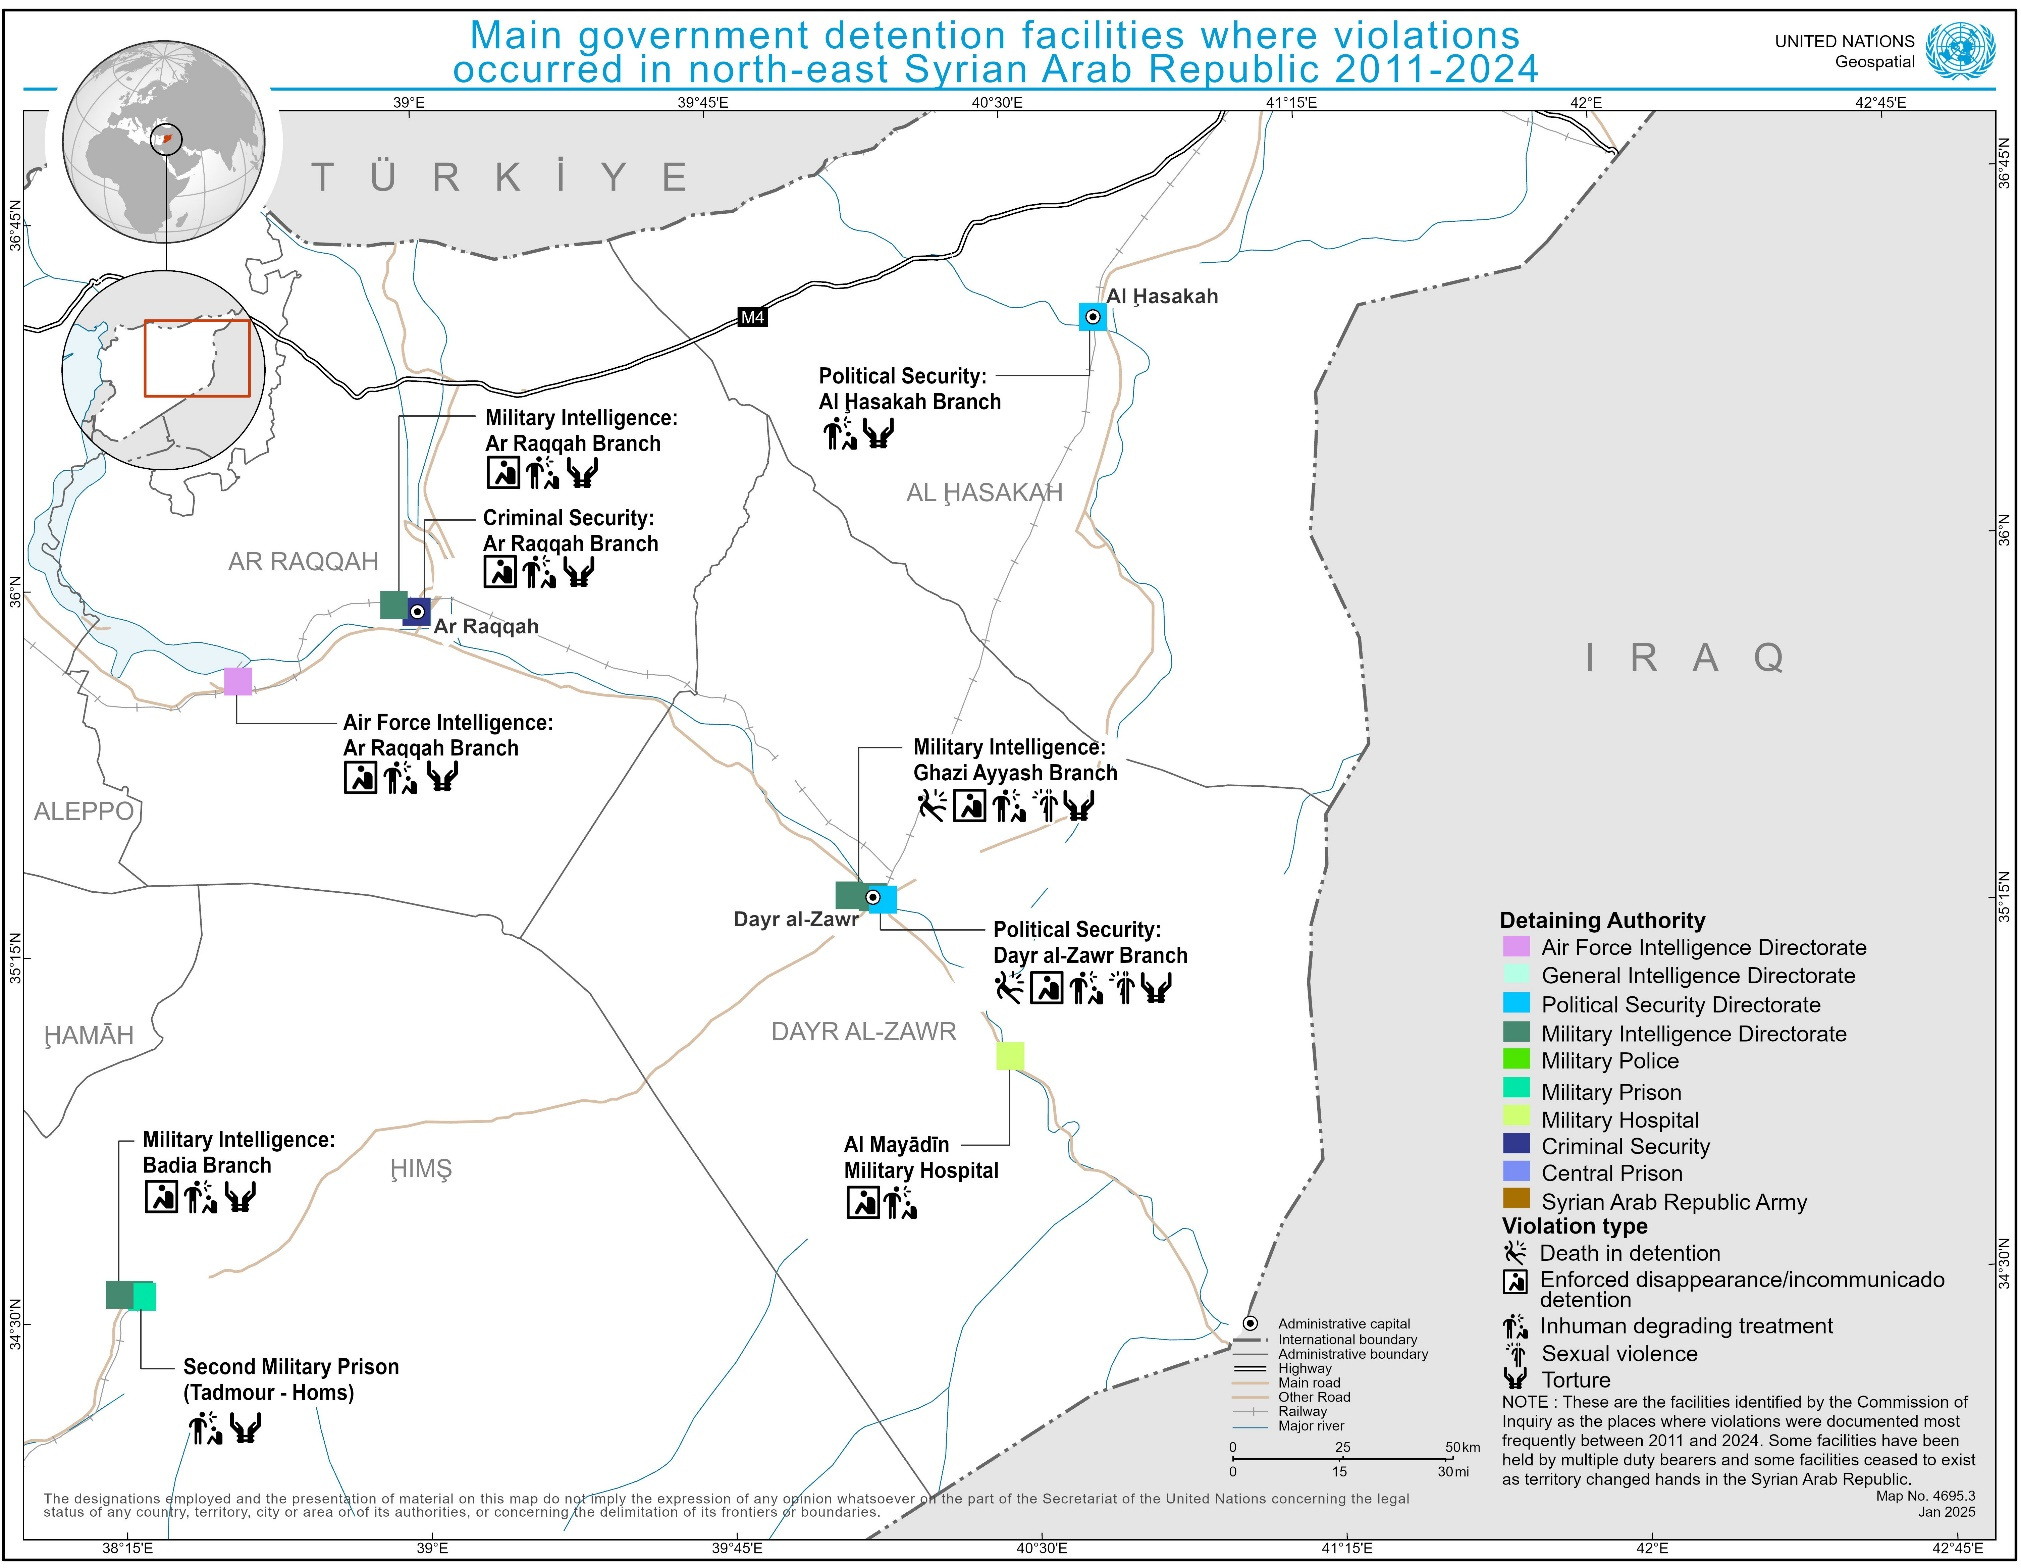 Main government detention facilities where violations
occurred in north-east Syrian Arab Republic 2011-2024
UNITED NATIONS
Geospatial
39°E
39°45'E
40°30'E
41°15'E
42°E
42°45'E
36°45'N
36°45'N
TÜRKİYE
M4
Al Ḩasakah
Political Security:
Al Ḩasakah Branch
Military Intelligence:
Ar Raqqah Branch
AL ḨASAKAH
Criminal Security:
Ar Raqqah Branch
AR RAQQAH
36°N
36°N
Ar Raqqah
IRAQ
Air Force Intelligence:
Ar Raqqah Branch
Military Intelligence:
Ghazi Ayyash Branch
ALEPPO
Dayr al-Zawr
35°15'N
35°15'N
Political Security:
Dayr al-Zawr Branch
ḨAMĀH
DAYR AL-ZAWR
Al Mayādīn
Military Hospital
Military Intelligence:
Badia Branch
ḨIMŞ
34°30'N
34°30'N
Second Military Prison
(Tadmour - Homs)
Detaining Authority
Air Force Intelligence Directorate
General Intelligence Directorate
Political Security Directorate
Military Intelligence Directorate
Military Police
Military Prison
Military Hospital
Criminal Security
Central Prison
Syrian Arab Republic Army
Violation type
Death in detention
Enforced disappearance/incommunicado
detention
Inhuman degrading treatment
Sexual violence
Torture
Administrative capital
International boundary
Administrative boundary
Highway
Main road
Other Road
Railway
Major river
0 25 50 km
0 15 30 mi
NOTE : These are the facilities identified by the Commission of
Inquiry as the places where violations were documented most
frequently between 2011 and 2024. Some facilities have been
held by multiple duty bearers and some facilities ceased to exist
as territory changed hands in the Syrian Arab Republic.
Map No. 4695.3
Jan 2025
The designations employed and the presentation of material on this map do not imply the expression of any opinion whatsoever on the part of the Secretariat of the United Nations concerning the legal
status of any country, territory, city or area or of its authorities, or concerning the delimitation of its frontiers or boundaries.
38°15'E
39°E
39°45'E
40°30'E
41°15'E
42°E
42°45'E